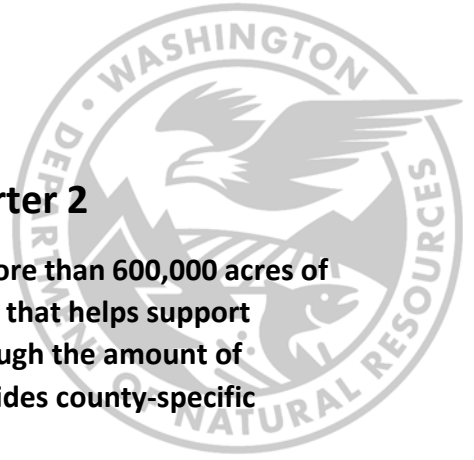 WASHINGTON
DEPARTMENT OF NATURAL RESOURCES
rter 2
ore than 600,000 acres of
that helps support
ugh the amount of
ides county-specific